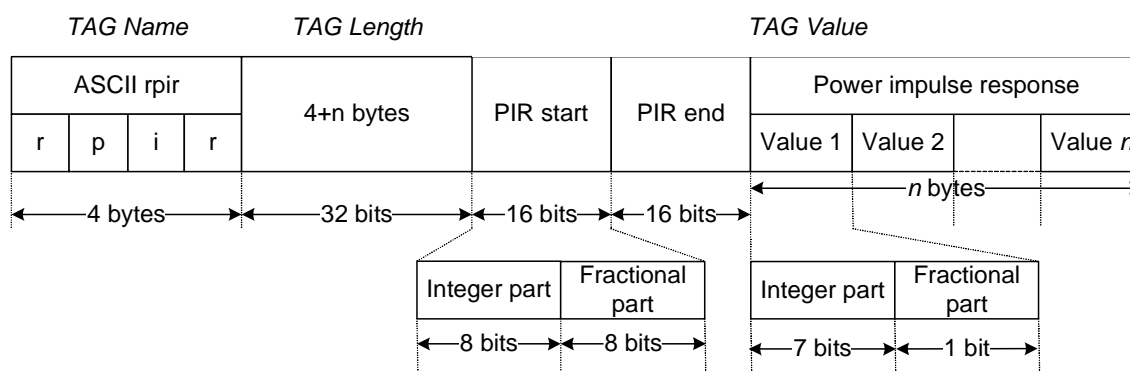 TAG Name TAG Length TAG Value
ASCII rpir 4+n bytes PIR start PIR end Power impulse response
r p i r Value 1 Value 2 Value n
n bytes
4 bytes 32 bits 16 bits 16 bits
Integer part Fractional part Integer part Fractional part
8 bits 8 bits 7 bits 1 bit